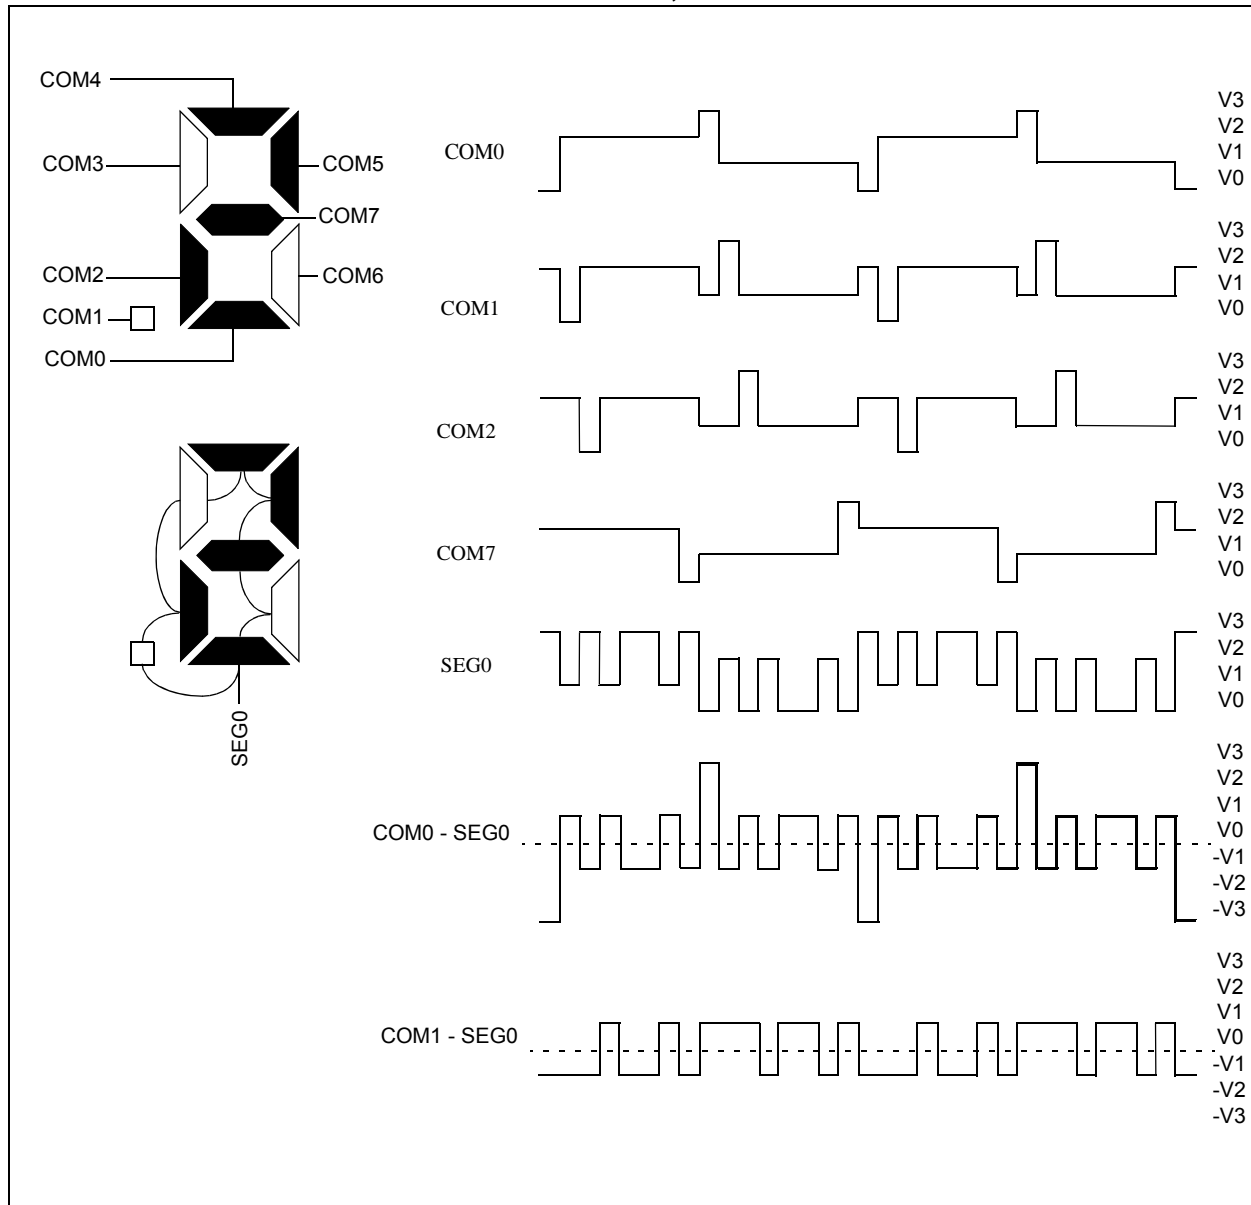 COM4
COM3
COM5
COM7
COM2
COM6
COM1
COM0
SEG0
COM0
V3
V2
V1
V0
COM1
V3
V2
V1
V0
COM2
V3
V2
V1
V0
COM7
V3
V2
V1
V0
SEG0
V3
V2
V1
V0
COM0 - SEG0
V3
V2
V1
V0
-V1
-V2
-V3
COM1 - SEG0
V3
V2
V1
V0
-V1
-V2
-V3